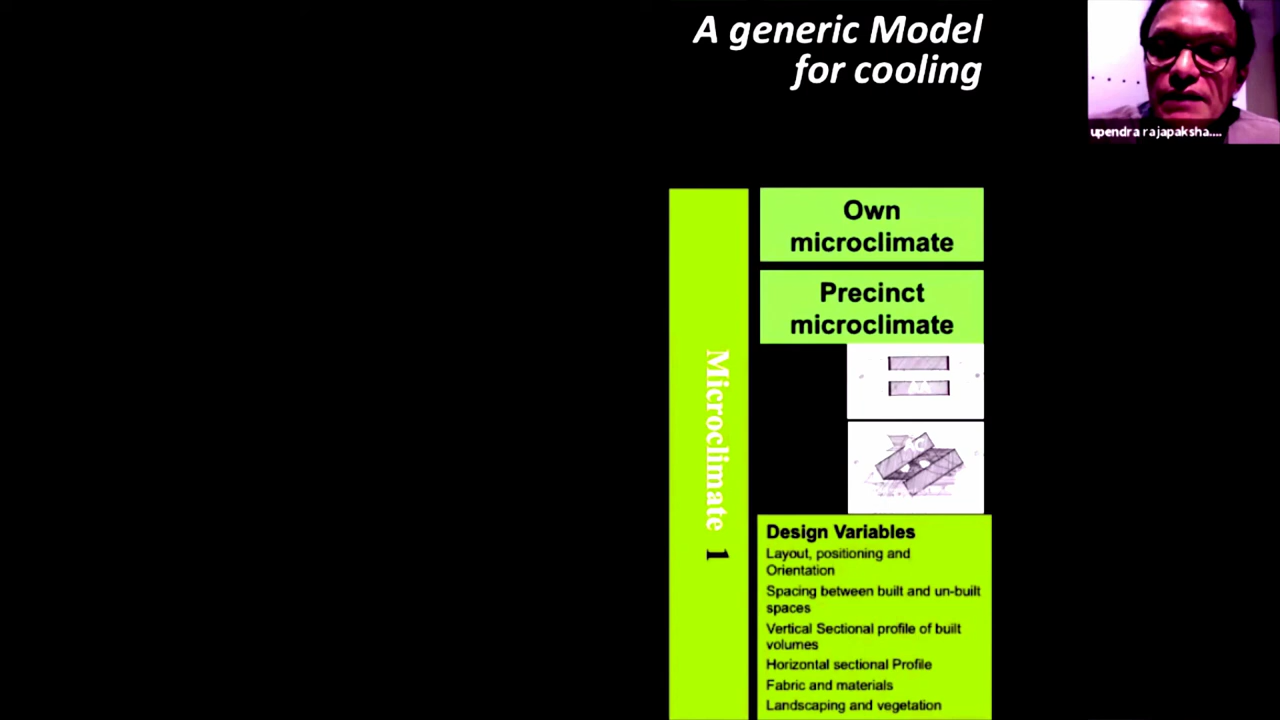 A generic Model
for cooling
upendra rajapaksha....
Own
microclimate
Precinct
microclimate
Microclimate 1
Design Variables
Layout, positioning and
Orientation
Spacing between built and un-built
spaces
Vertical Sectional profile of built
volumes
Horizontal sectional Profile
Fabric and materials
Landscaping and vegetation